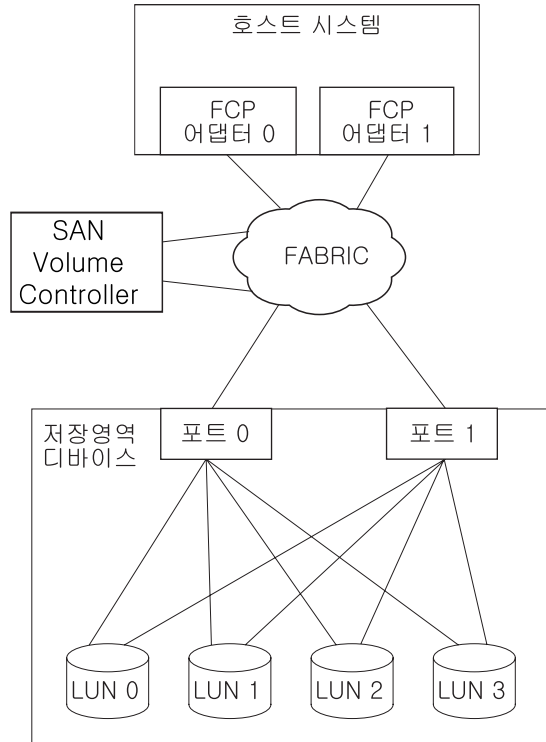 호스트 시스템
FCP
어댑터 0
FCP
어댑터 1
SAN
Volume
Controller
FABRIC
저장영역
디바이스
포트 0
포트 1
LUN 0
LUN 1
LUN 2
LUN 3